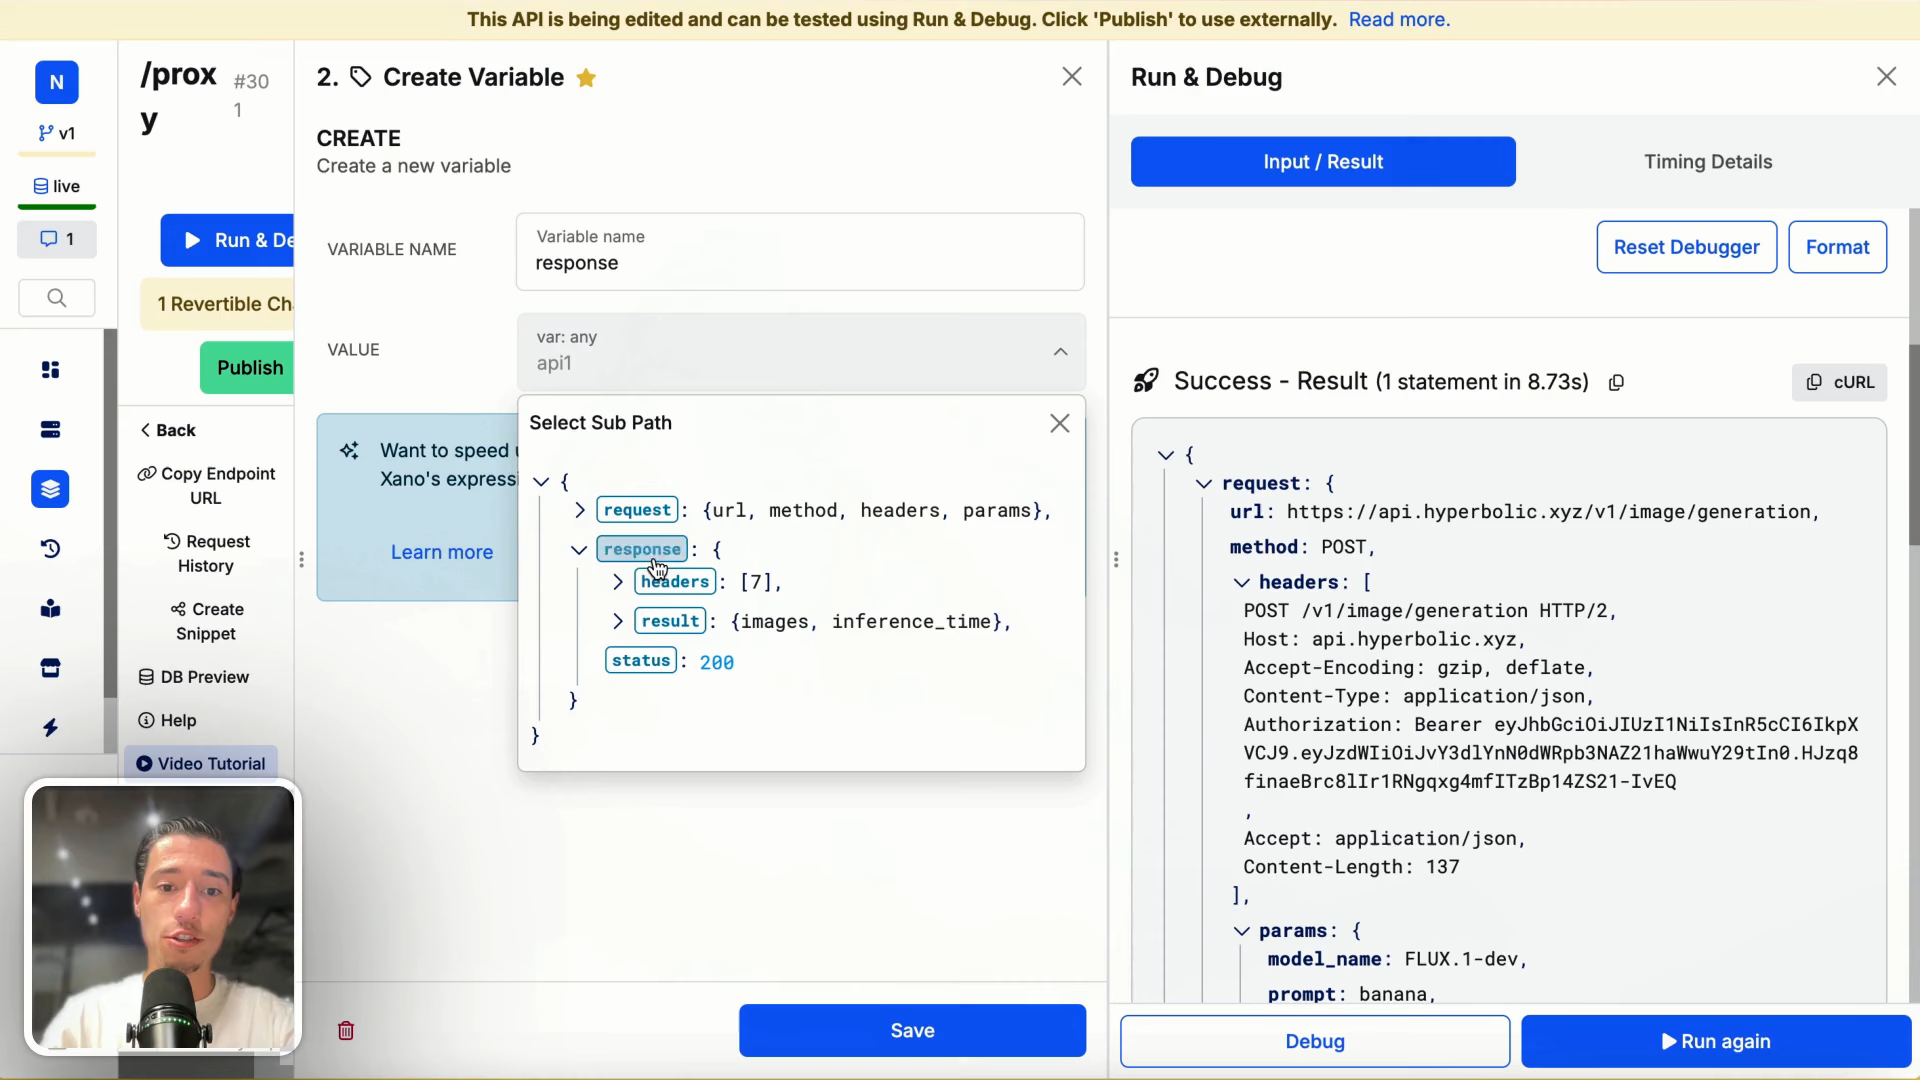 This API is being edited and can be tested using Run & Debug. Click 'Publish' to use externally. Read more.
N
v1
live
1
/prox
y
#30
1
Run & De
1 Revertible Ch
Publish
Back
Copy Endpoint
URL
Request
History
Create
Snippet
DB Preview
Help
Video Tutorial
2. Create Variable
CREATE
Create a new variable
VARIABLE NAME
Variable name
response
VALUE
var: any
api1
Want to speed
Xano's expressi
Learn more
Select Sub Path
{
request: {url, method, headers, params},
response: {
headers: [7],
result: {images, inference_time},
status: 200
}
}
Save
Run & Debug
Input / Result
Timing Details
Reset Debugger
Format
Success - Result (1 statement in 8.73s)
cURL
{
request: {
url: https://api.hyperbolic.xyz/v1/image/generation,
method: POST,
headers: [
POST /v1/image/generation HTTP/2,
Host: api.hyperbolic.xyz,
Accept-Encoding: gzip, deflate,
Content-Type: application/json,
Authorization: Bearer eyJhbGciOiJIUzI1NiIsInR5cCI6IkpX
VCJ9.eyJzdWIiOiJvY3dlYnN0dWRpb3NAZ21haWwuY29tIn0.HJzq8
finaeBrc8lIr1RNgqxg4mfITzBp14ZS21-IvEQ
,
Accept: application/json,
Content-Length: 137
],
params: {
model_name: FLUX.1-dev,
prompt: banana,
Debug
Run again